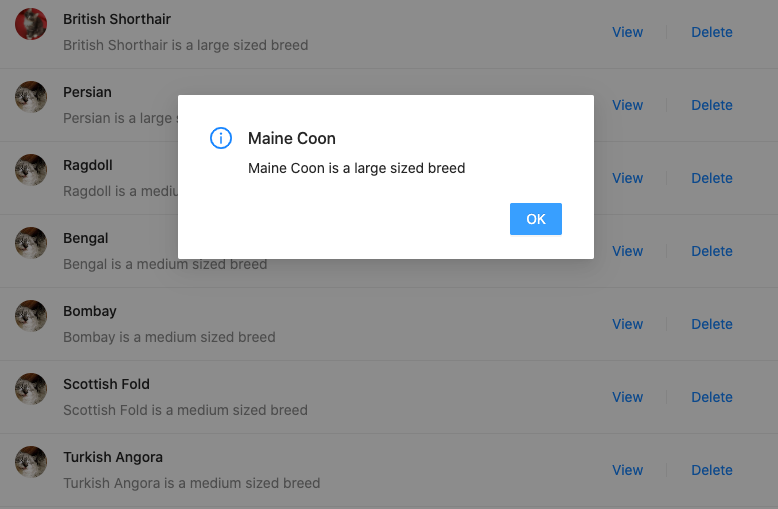 British Shorthair
British Shorthair is a large sized breed
View Delete
Persian
Persian is a large
View Delete
Maine Coon
Maine Coon is a large sized breed
OK
Ragdoll
Ragdoll is a
View Delete
Bengal
Bengal is a medium sized breed
View Delete
Bombay
Bombay is a medium sized breed
View Delete
Scottish Fold
Scottish Fold is a medium sized breed
View Delete
Turkish Angora
Turkish Angora is a medium sized breed
View Delete